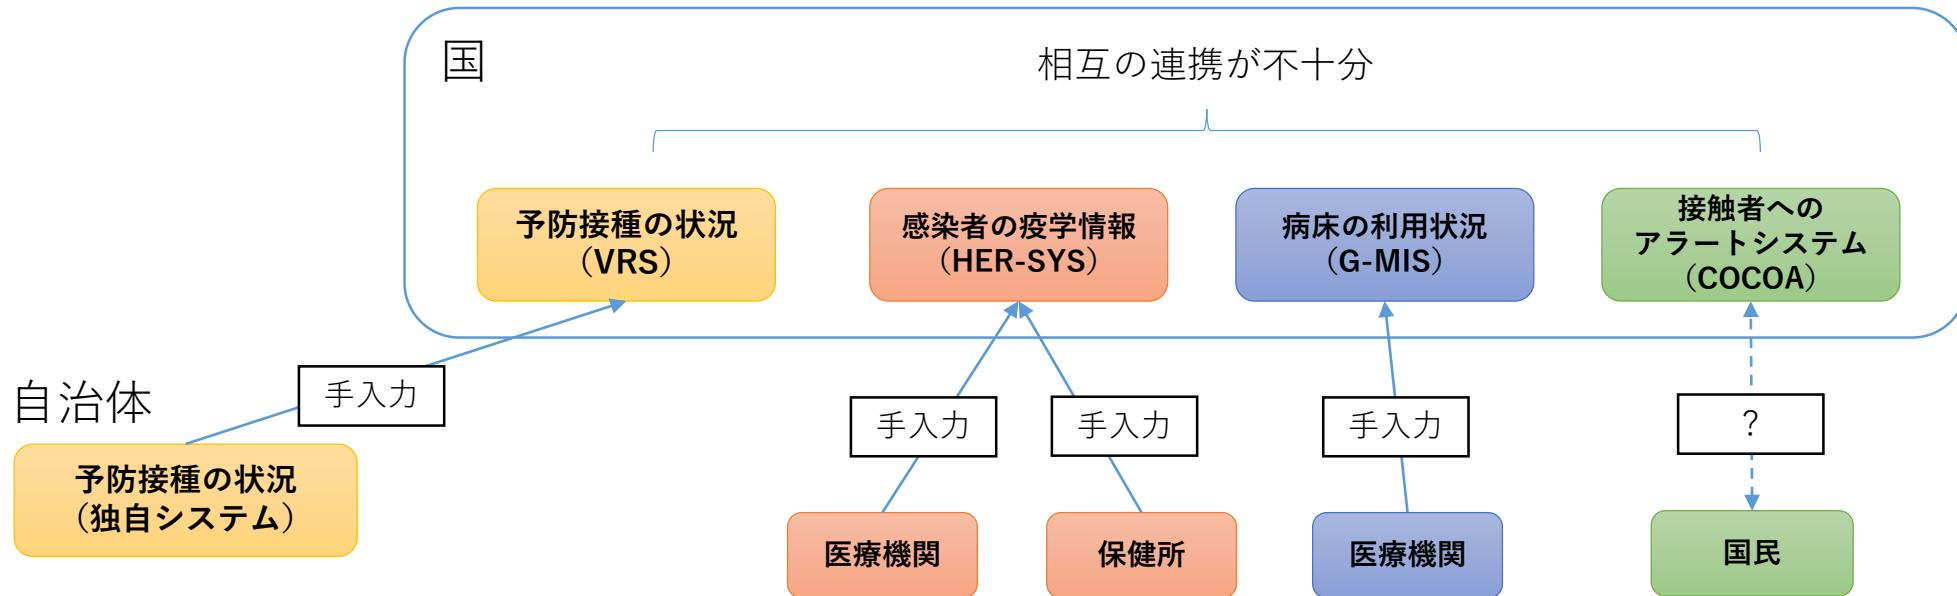 国
相互の連携が不十分
予防接種の状況
（VRS）
感染者の疫学情報
（HER-SYS）
病床の利用状況
（G-MIS）
接触者への
アラートシステム
（COCOA）
自治体
手入力
手入力
手入力
手入力
？
予防接種の状況
（独自システム）
医療機関
保健所
医療機関
国民